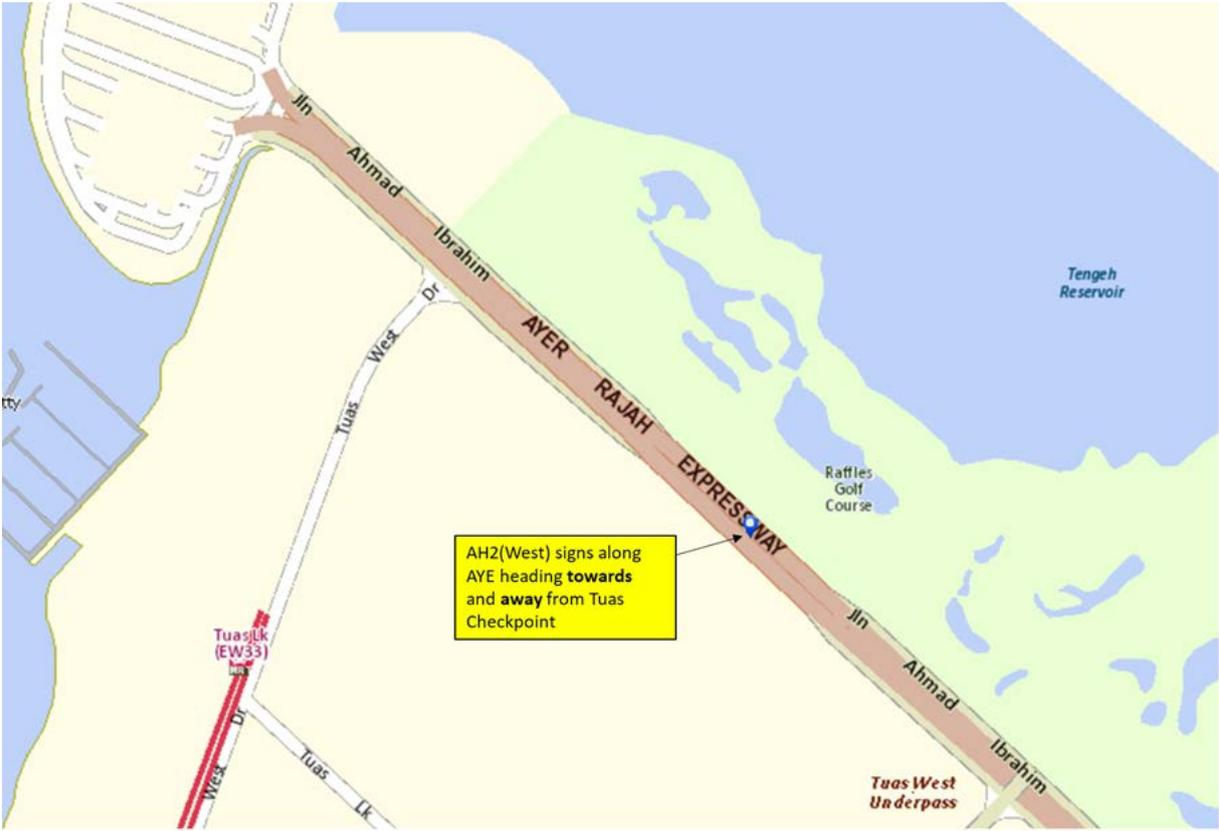 Jln
Ahmad
Ibrahim
AYER
RAJAH
EXPRESSWAY
Tengeh
Reservoir
Dr
West
Tuas
tty
Raffles
Golf
Course
AH2(West) signs along
AYE heading towards
and away from Tuas
Checkpoint
Jln
Ahmad
Ibrahim
Tuas Lk
(EW33)
Dr
West
Tuas
Lk
Tuas West
Underpass